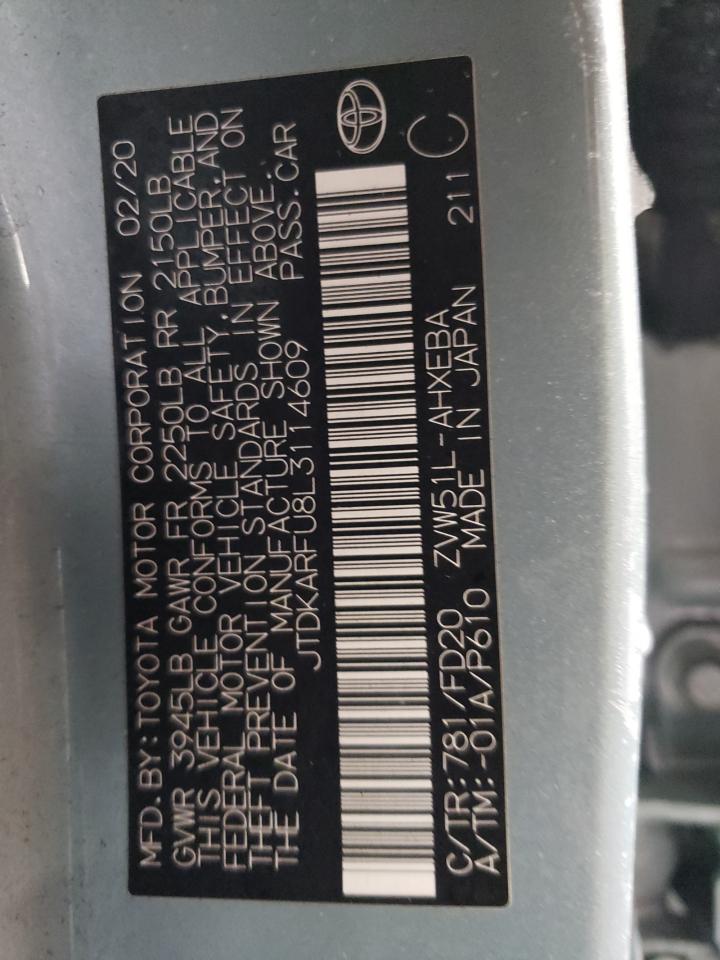 MFD. BY: TOYOTA MOTOR CORPORATION 02/20
GVWR 3945LB GAWR FR 2250LB RR 2150LB
THIS VEHICLE CONFORMS TO ALL APPLICABLE
FEDERAL MOTOR VEHICLE SAFETY, BUMPER, AND
THEFT PREVENTION STANDARDS IN EFFECT ON
THE DATE OF MANUFACTURE SHOWN ABOVE.
JTDKARFU8L3114609 PASS. CAR
C/TR: 781/FD20 ZVW51L-AHXEBA 211 C
A/TM: -01A/P610 MADE IN JAPAN